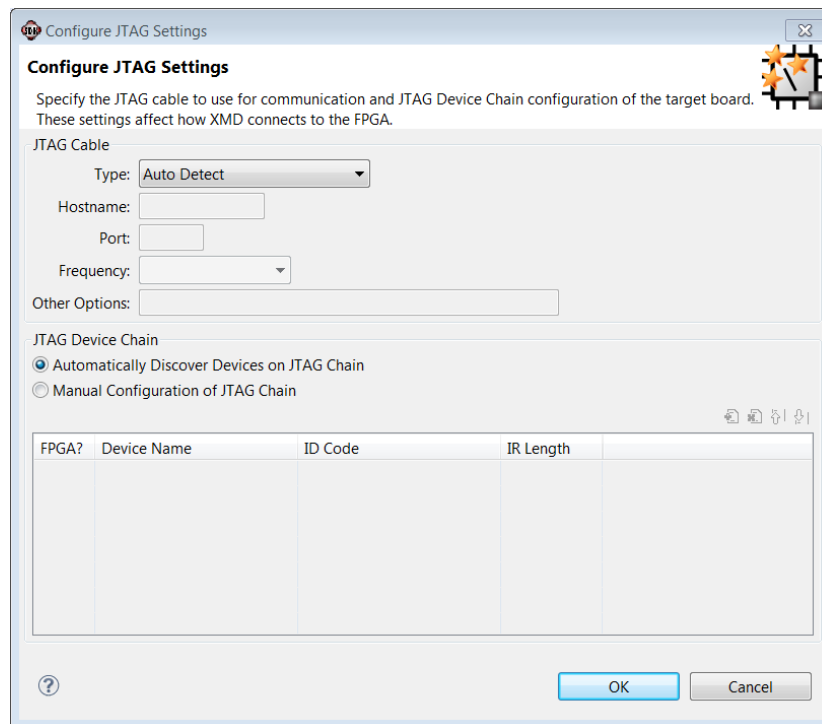 Configure JTAG Settings
Configure JTAG Settings
Specify the JTAG cable to use for communication and JTAG Device Chain configuration of the target board.
These settings affect how XMD connects to the FPGA.
JTAG Cable
Type: Auto Detect
Hostname:
Port:
Frequency:
Other Options:
JTAG Device Chain
Automatically Discover Devices on JTAG Chain
Manual Configuration of JTAG Chain
FPGA? Device Name ID Code IR Length
? OK Cancel